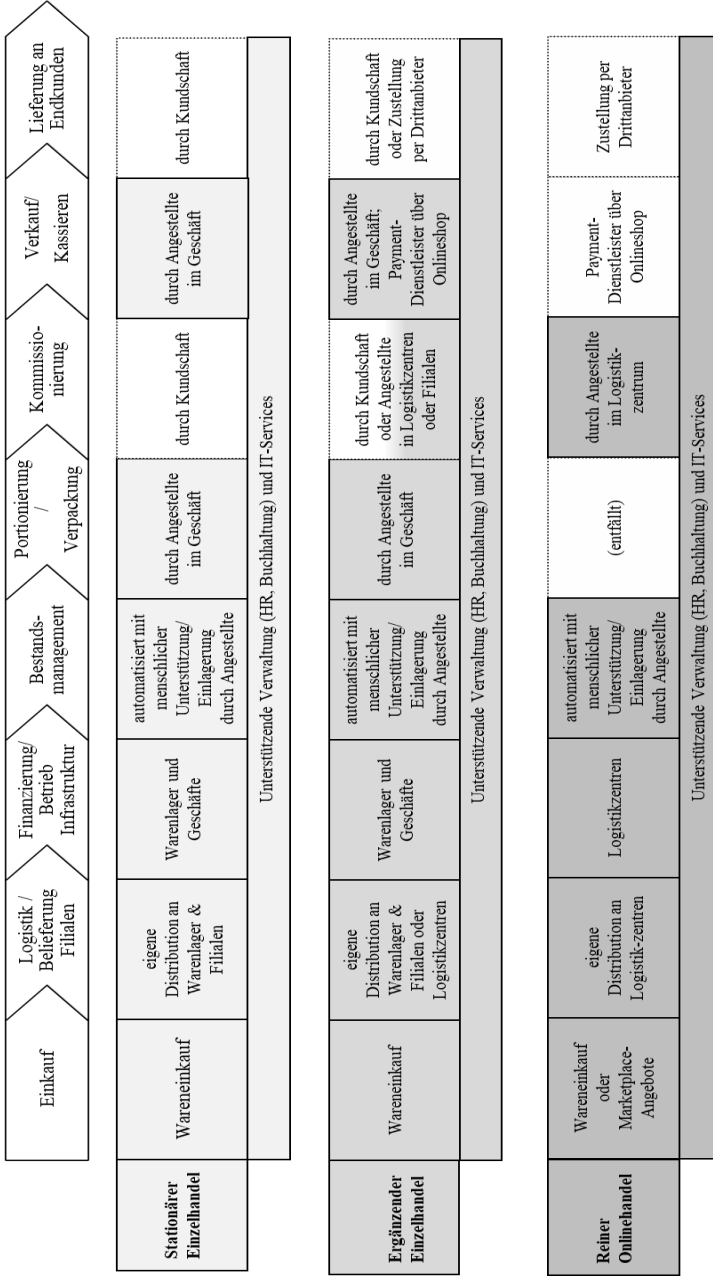 Einkauf
Logistik /
Belieferung
Filialen
Finanzierung/
Betrieb
Infrastruktur
Bestands-
management
Portionierung
/
Verpackung
Kommissio-
nierung
Verkauf/
Kassieren
Lieferung an
Endkunden
Stationärer
Einzelhandel
Wareneinkauf
eigene
Distribution an
Warenlager &
Filialen
Warenlager und
Geschäfte
automatisiert mit
menschlicher
Unterstützung/
Einlagerung
durch Angestellte
durch Angestellte
im Geschäft
durch Kundschaft
durch Angestellte
im Geschäft
durch Kundschaft
Unterstützende Verwaltung (HR, Buchhaltung) und IT-Services
Ergänzender
Einzelhandel
Wareneinkauf
eigene
Distribution an
Warenlager &
Filialen oder
Logistikzentren
Warenlager und
Geschäfte
automatisiert mit
menschlicher
Unterstützung/
Einlagerung
durch Angestellte
durch Angestellte
im Geschäft
durch Kundschaft
oder Angestellte
in Logistikzentren
oder Filialen
durch Angestellte
im Geschäft;
Payment-
Dienstleister über
Onlineshop
durch Kundschaft
oder Zustellung
per Drittanbieter
Unterstützende Verwaltung (HR, Buchhaltung) und IT-Services
Reiner
Onlinehandel
Wareneinkauf
oder
Marketplace-
Angebote
eigene
Distribution an
Logistik-zentren
Logistikzentren
automatisiert mit
menschlicher
Unterstützung/
Einlagerung
durch Angestellte
(entfällt)
durch Angestellte
im Logistik-
zentrum
Payment-
Dienstleister über
Onlineshop
Zustellung per
Drittanbieter
Unterstützende Verwaltung (HR, Buchhaltung) und IT-Services